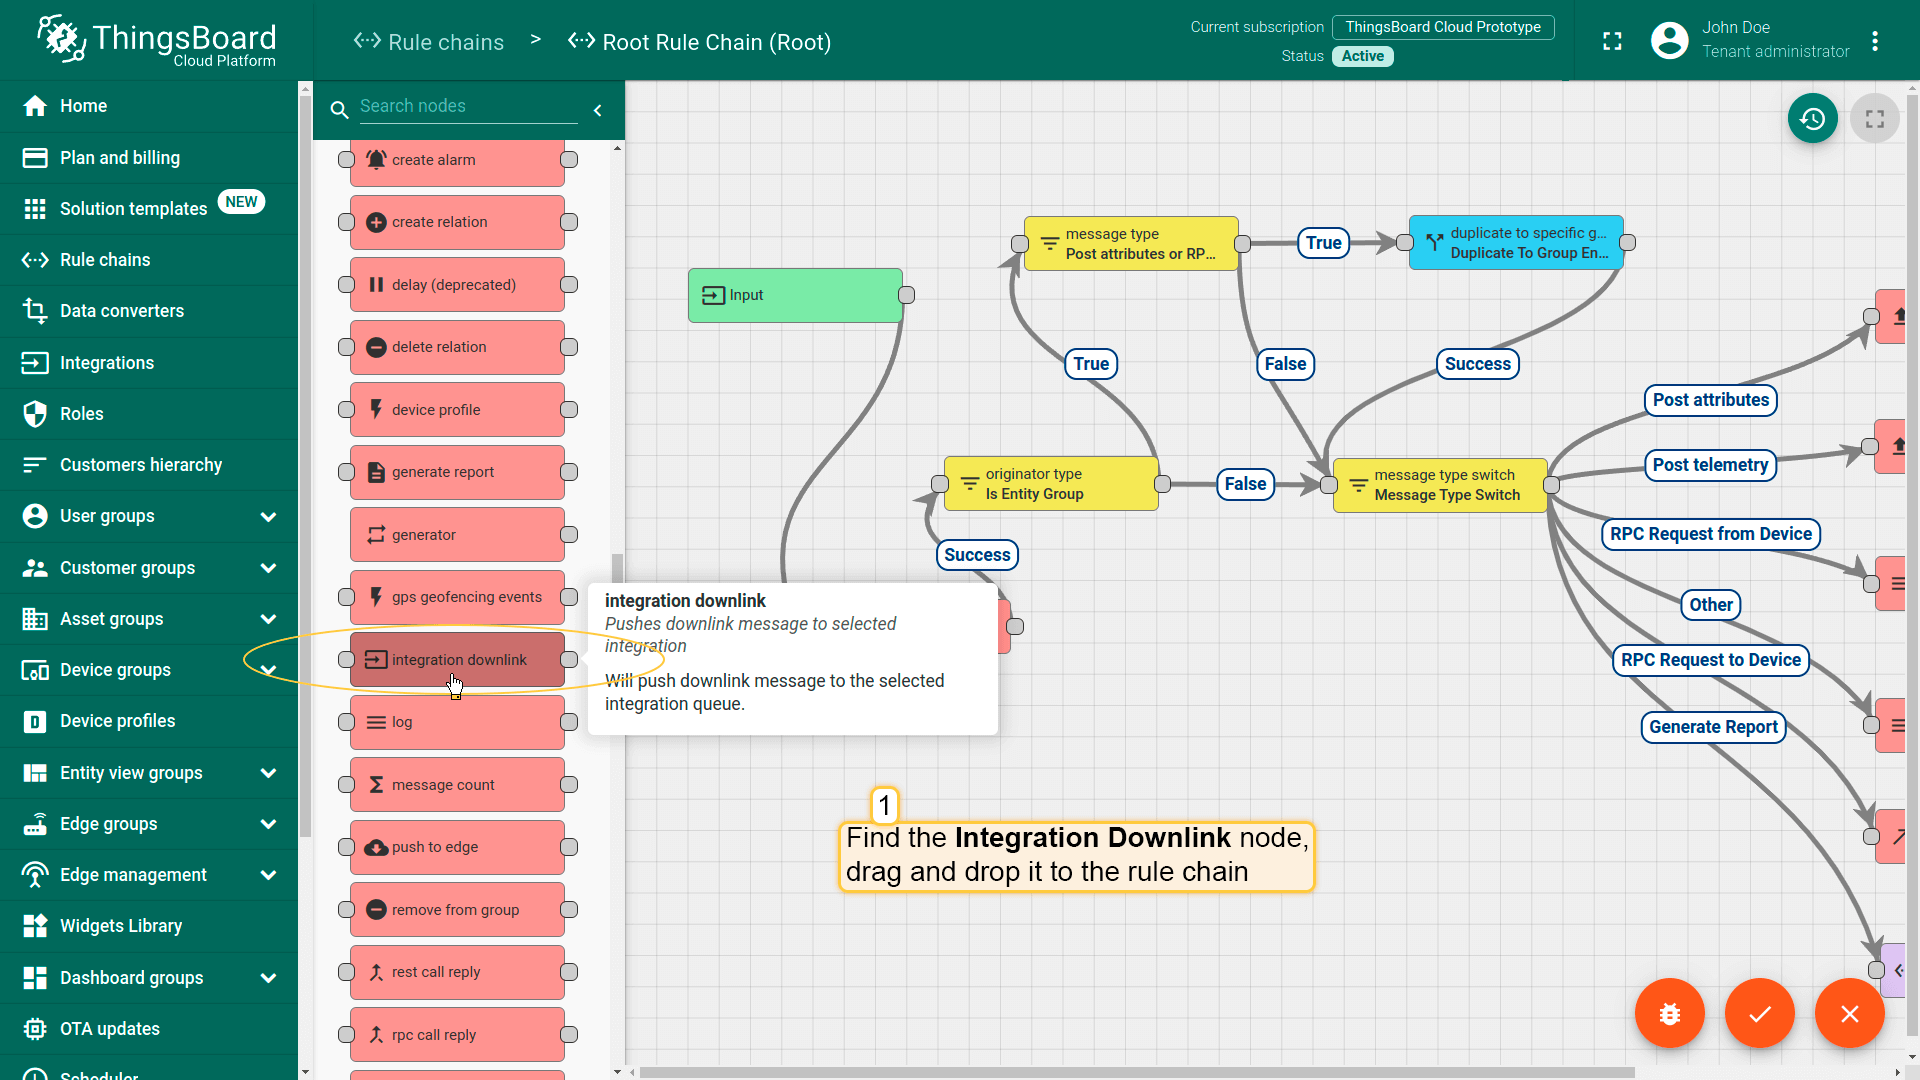 ThingsBoard
Cloud Platform
Rule chains > Root Rule Chain (Root)
Current subscription ThingsBoard Cloud Prototype
Status Active
John Doe
Tenant administrator
Home
Plan and billing
Solution templates NEW
Rule chains
Data converters
Integrations
Roles
Customers hierarchy
User groups
Customer groups
Asset groups
Device groups
Device profiles
Entity view groups
Edge groups
Edge management
Widgets Library
Dashboard groups
OTA updates
Scheduler
Search nodes
create alarm
create relation
delay (deprecated)
delete relation
device profile
generate report
generator
gps geofencing events
integration downlink
log
message count
push to edge
remove from group
rest call reply
rpc call reply
integration downlink
Pushes downlink message to selected
integration
Will push downlink message to the selected
integration queue.
Input
message type
Post attributes or RP...
True
duplicate to specific g...
Duplicate To Group En...
True
False
Success
originator type
Is Entity Group
False
message type switch
Message Type Switch
Success
Post attributes
Post telemetry
RPC Request from Device
Other
RPC Request to Device
Generate Report
1
Find the Integration Downlink node,
drag and drop it to the rule chain